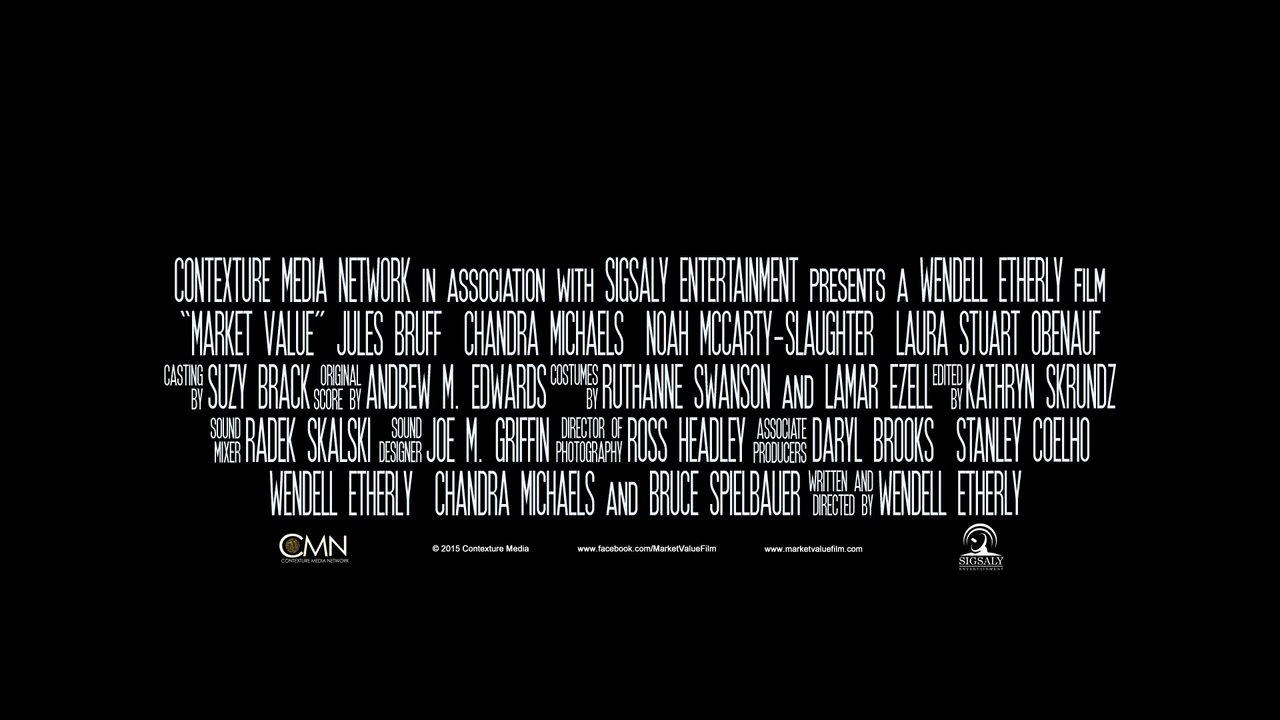 CONTEXTURE MEDIA NETWORK IN ASSOCIATION WITH SIGSALY ENTERTAINMENT PRESENTS A WENDELL ETHERLY FILM
"MARKET VALUE" JULES BRUFF CHANDRA MICHAELS NOAH MCCARTY-SLAUGHTER LAURA STUART OBENAUF
CASTING BY SUZY BRACK ORIGINAL SCORE BY ANDREW M. EDWARDS COSTUMES BY RUTHANNE SWANSON AND LAMAR EZELL EDITED BY KATHRYN SKRUNDZ
SOUND MIXER RADEK SKALSKI SOUND DESIGNER JOE M. GRIFFIN DIRECTOR OF PHOTOGRAPHY ROSS HEADLEY ASSOCIATE PRODUCERS DARYL BROOKS STANLEY COELHO
WENDELL ETHERLY CHANDRA MICHAELS AND BRUCE SPIELBAUER WRITTEN AND DIRECTED BY WENDELL ETHERLY
CMN © 2015 Contexture Media www.facebook.com/MarketValueFilm www.marketvaluefilm.com SIGSALY
CONTEXTURE MEDIA NETWORK ENTERTAINMENT